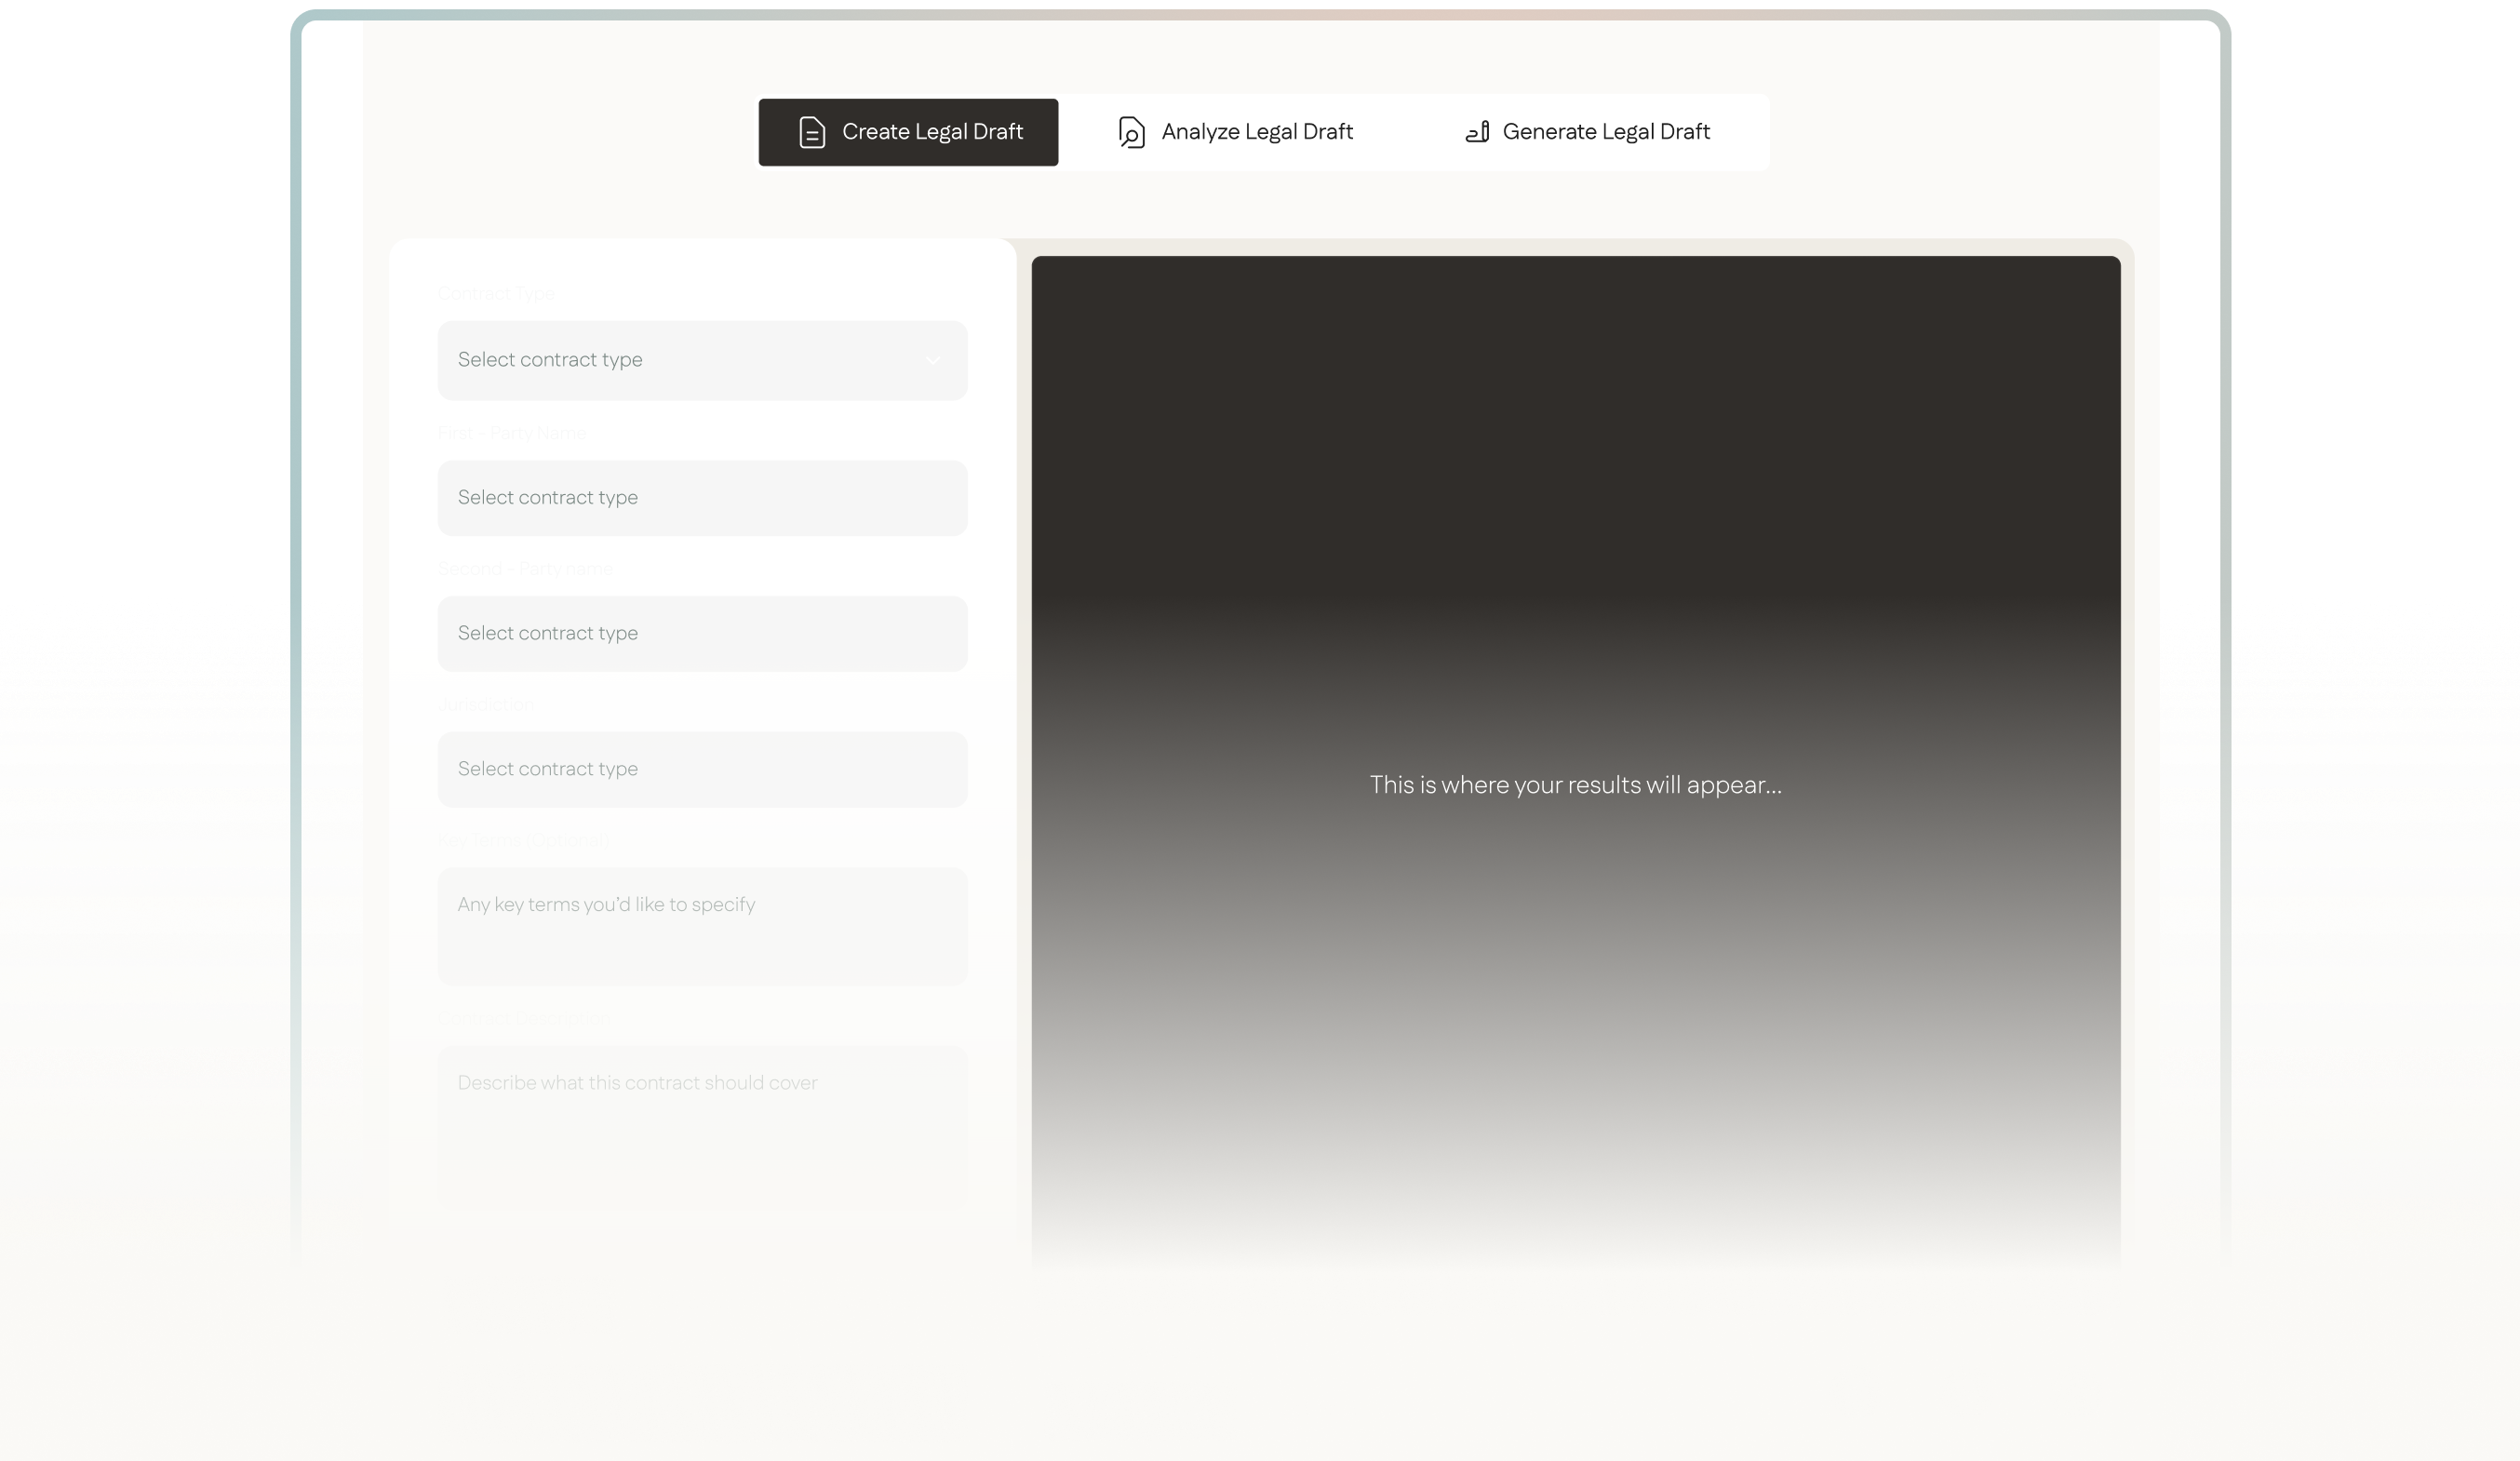 Create Legal Draft
Analyze Legal Draft
Generate Legal Draft
Contract Type
Select contract type
First - Party Name
Select contract type
Second - Party name
Select contract type
Select contract type
Key Terms (Optional)
Any key terms you'd like to specify
Describe what this contract should cover
This is where your results will appear...